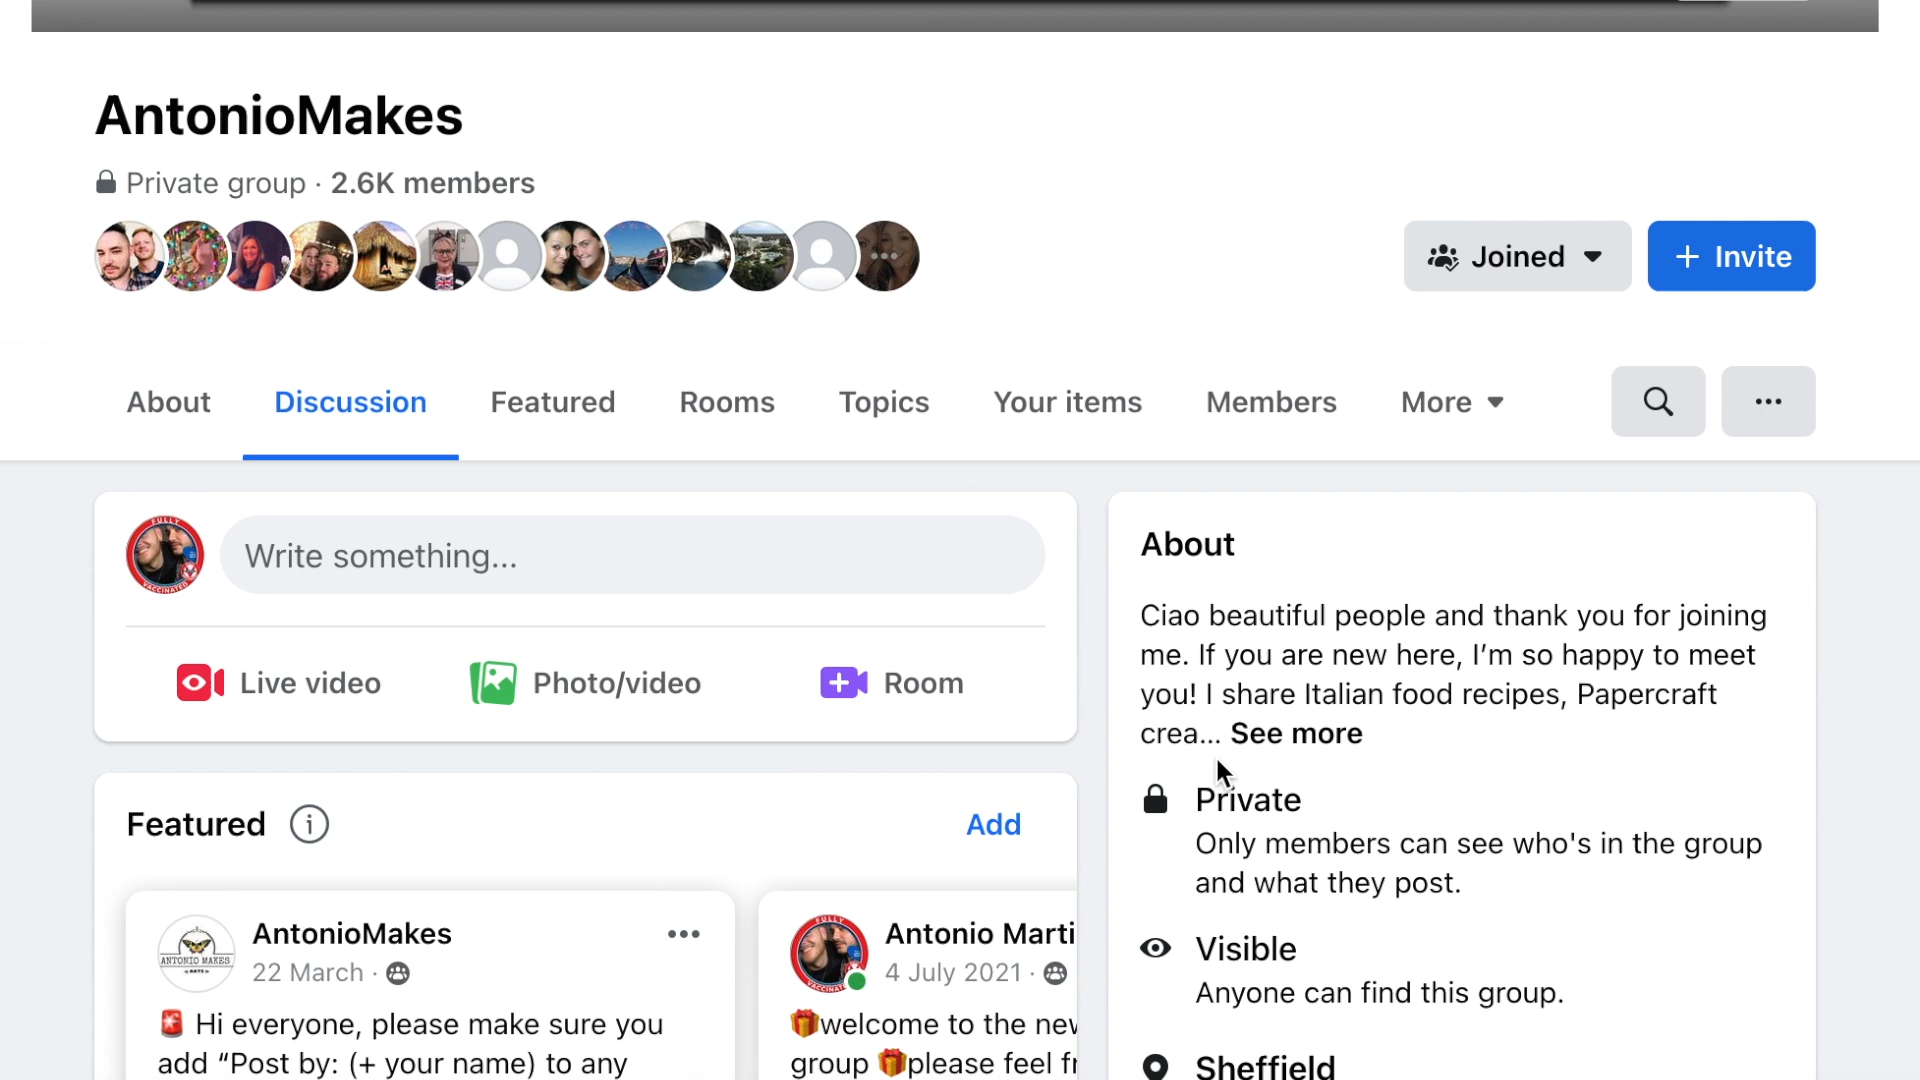 AntonioMakes
Private group · 2.6K members
Joined
+ Invite
About
Discussion
Featured
Rooms
Topics
Your items
Members
More
Write something...
Live video
Photo/video
Room
Featured
Add
AntonioMakes
22 March ·
🚨 Hi everyone, please make sure you
add “Post by: (+ your name) to any
Antonio Marti
4 July 2021 ·
🎁welcome to the new
group 🎁please feel fr
FULLY
VACCINATED
ANTONIO MAKES
ARTS
About
Ciao beautiful people and thank you for joining
me. If you are new here, I’m so happy to meet
you! I share Italian food recipes, Papercraft
crea... See more
Private
Only members can see who's in the group
and what they post.
Visible
Anyone can find this group.
Sheffield